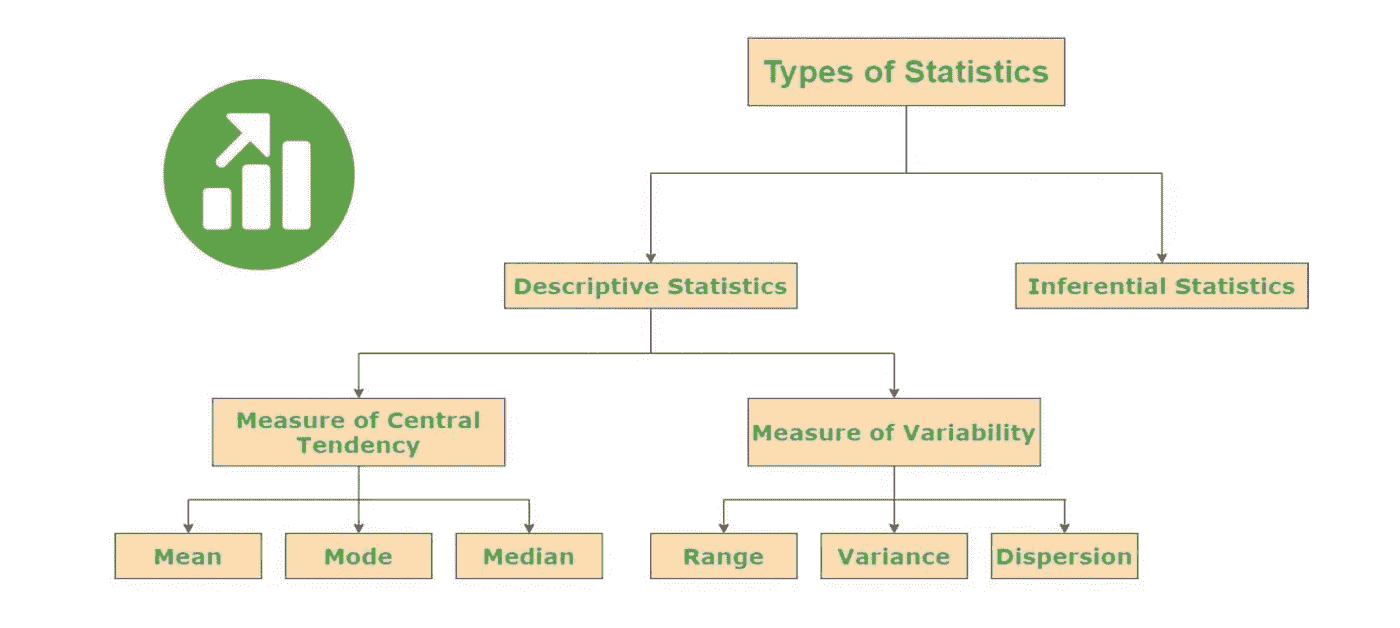 Types of Statistics
Descriptive Statistics
Inferential Statistics
Measure of Central
Tendency
Measure of Variability
Mean
Mode
Median
Range
Variance
Dispersion